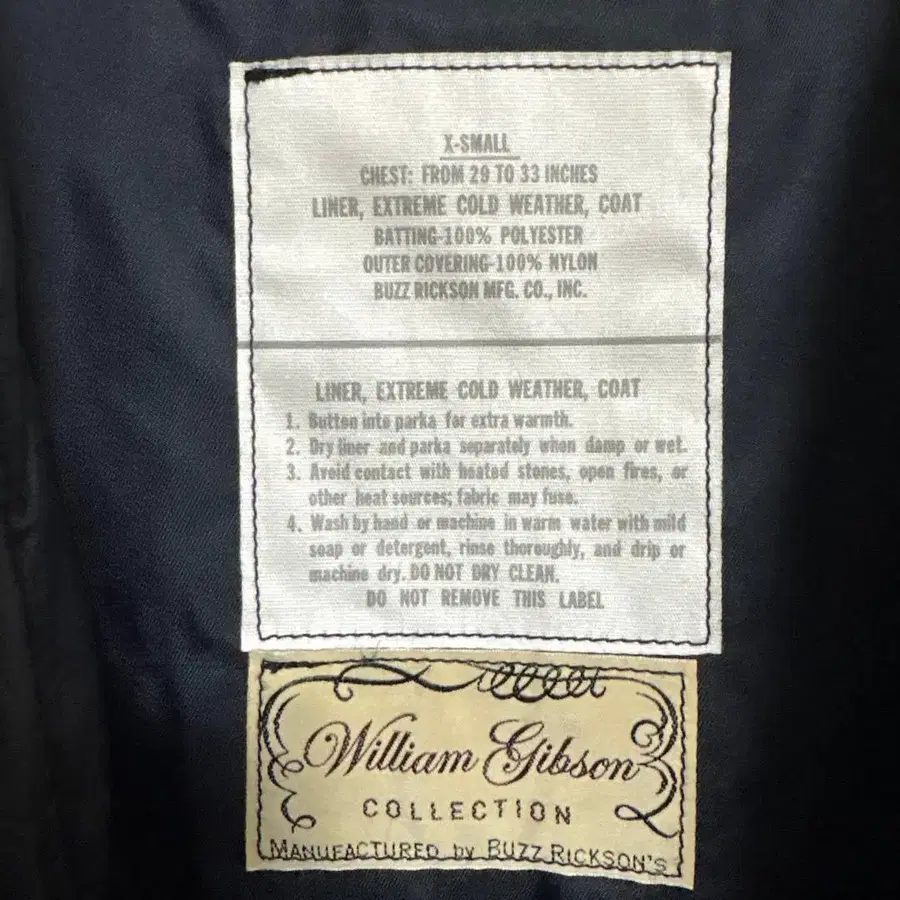 X-SMALL
CHEST: FROM 29 TO 33 INCHES
LINER, EXTREME COLD WEATHER, COAT
BATTING-100% POLYESTER
OUTER COVERING-100% NYLON
BUZZ RICKSON MFG. CO., INC.
LINER, EXTREME COLD WEATHER, COAT
1. Button into parka for extra warmth.
2. Dry liner and parka separately when damp or wet.
3. Avoid contact with heated stones, open fires, or
other heat sources; fabric may fuse.
4. Wash by hand or machine in warm water with mild
soap or detergent, rinse thoroughly, and drip or
machine dry. DO NOT DRY CLEAN.
DO NOT REMOVE THIS LABEL
William Gibson
COLLECTION
MANUFACTURED by BUZZ RICKSON'S